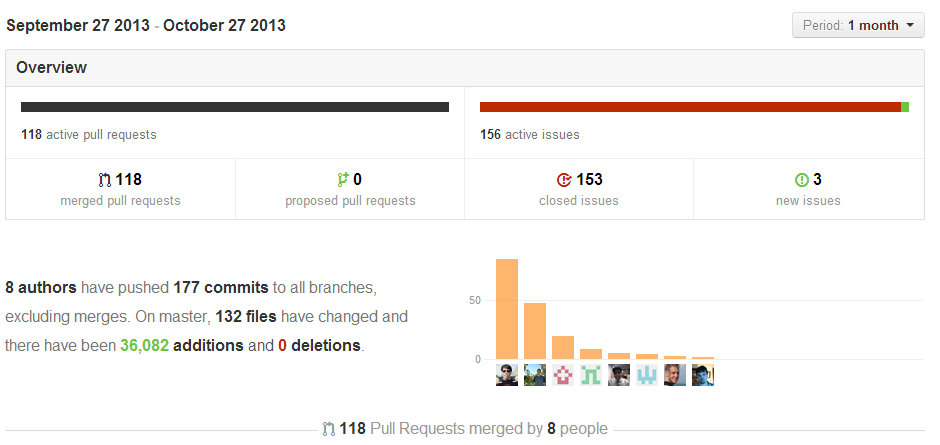 September 27 2013 - October 27 2013
Period: 1 month
Overview
118 active pull requests
156 active issues
118
merged pull requests
0
proposed pull requests
153
closed issues
3
new issues
8 authors have pushed 177 commits to all branches,
excluding merges. On master, 132 files have changed and
there have been 36,082 additions and 0 deletions.
50
0
118 Pull Requests merged by 8 people